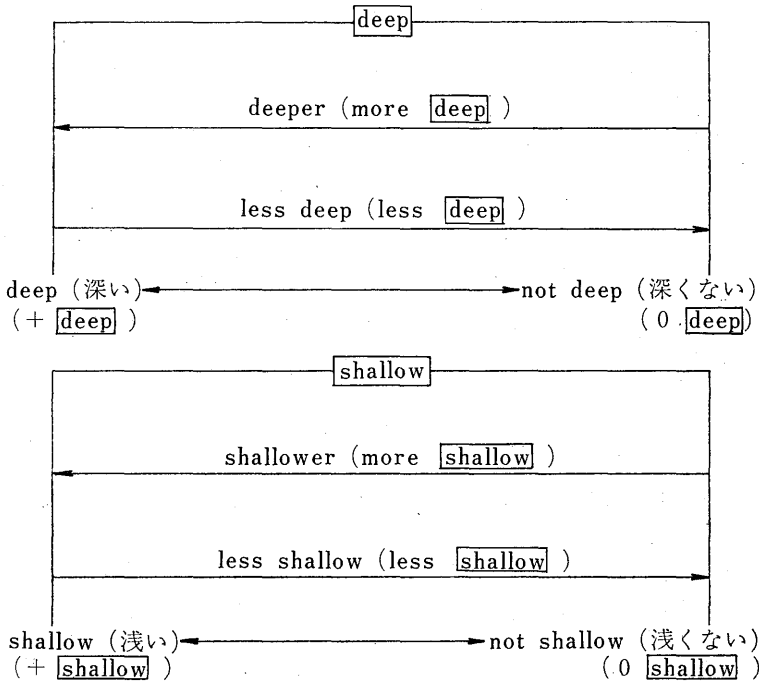 deep
deeper (more deep )
less deep (less deep )
deep (深い) not deep (深くない)
(+ deep ) ( 0 deep)
shallow
shallower (more shallow )
less shallow (less shallow )
shallow (浅い) not shallow (浅くない)
(+ shallow ) ( 0 shallow )